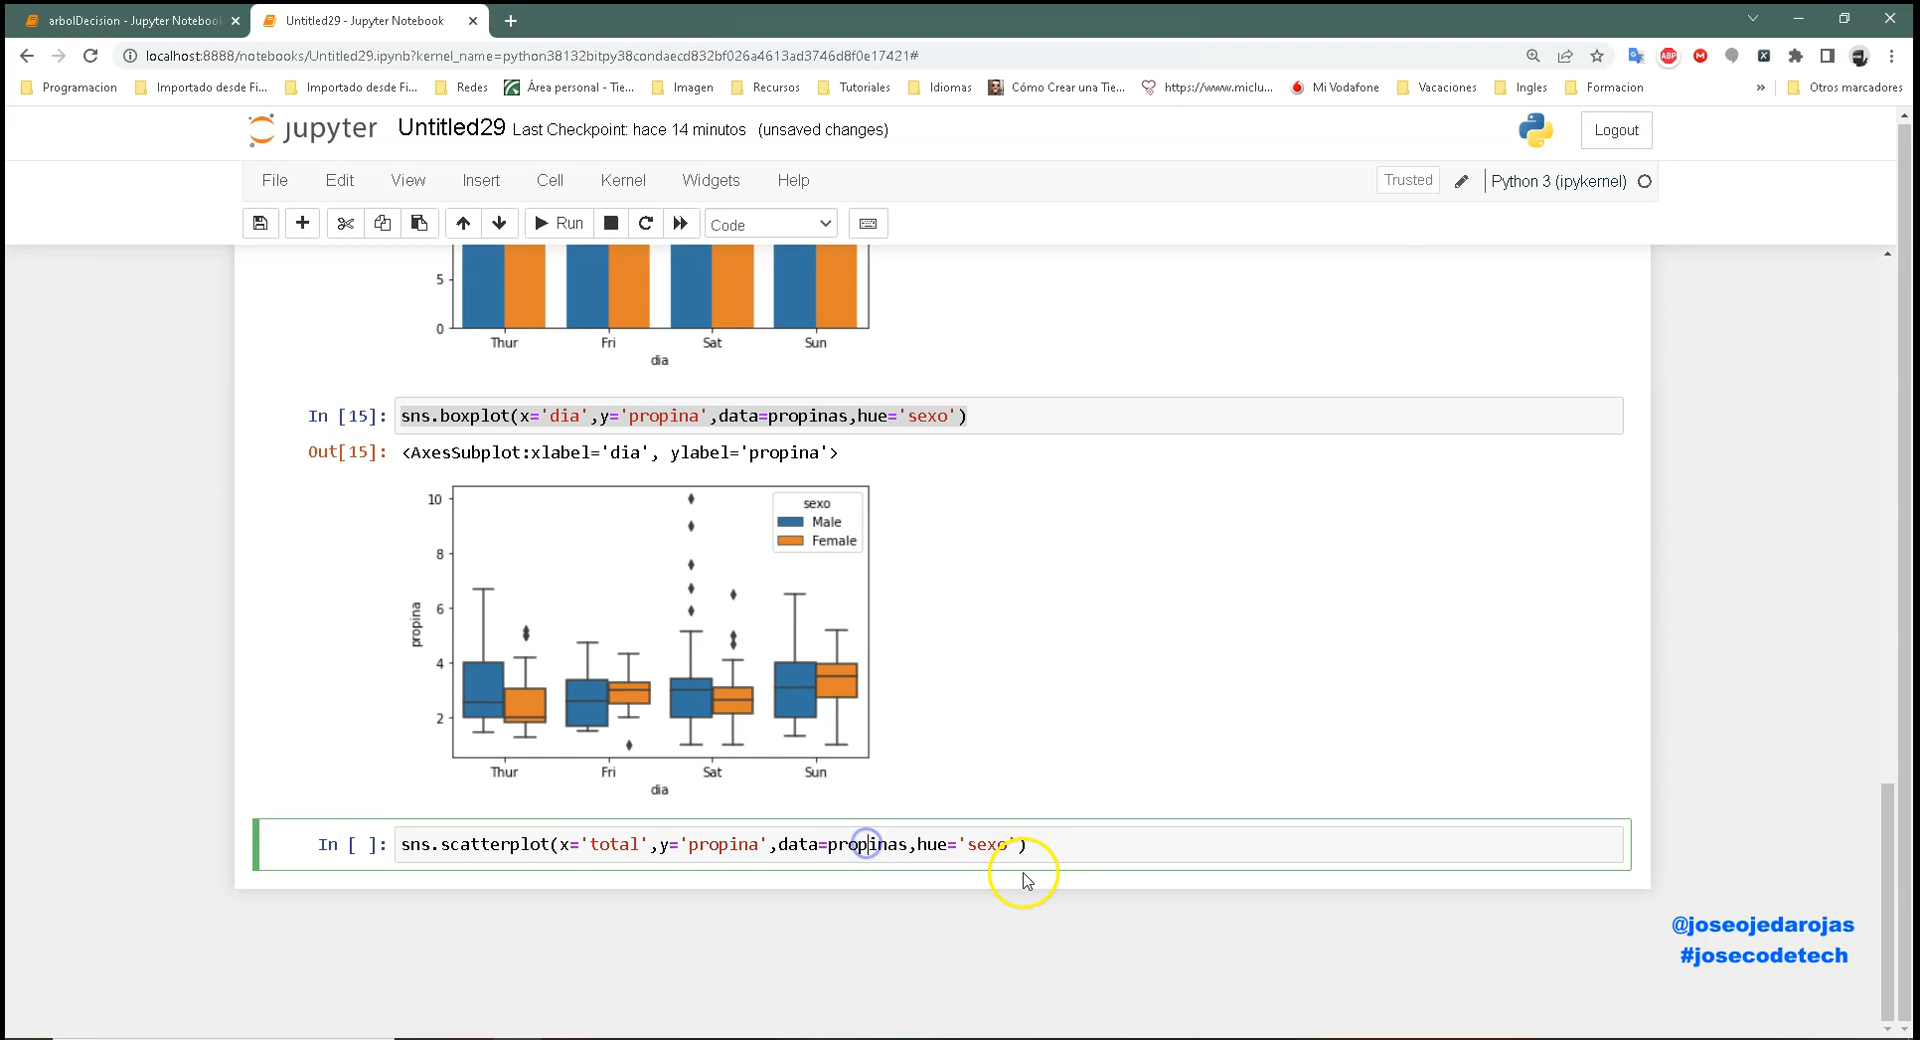 arbolDecision - Jupyter Notebook
Untitled29 - Jupyter Notebook
localhost:8888/notebooks/Untitled29.ipynb?kernel_name=python38132bitpy38condaecd832bf026a4613ad3746d8f0e17421#
Programacion
Importado desde Fi...
Importado desde Fi...
Redes
Área personal - Tie...
Imagen
Recursos
Tutoriales
Idiomas
Cómo Crear una Tie...
https://www.miclu...
Mi Vodafone
Vacaciones
Ingles
Formacion
»
Otros marcadores
jupyter Untitled29 Last Checkpoint: hace 14 minutos (unsaved changes)
Logout
File Edit View Insert Cell Kernel Widgets Help
Trusted
Python 3 (ipykernel)
Run
Code
5
0
Thur Fri Sat Sun
dia
In [15]: sns.boxplot(x='dia',y='propina',data=propinas,hue='sexo')
Out[15]: <AxesSubplot:xlabel='dia', ylabel='propina'>
10
8
6
4
2
propina
sexo
Male
Female
Thur Fri Sat Sun
dia
In [ ]: sns.scatterplot(x='total',y='propina',data=propinas,hue='sexo')
@joseojedarojas
#josecodetech